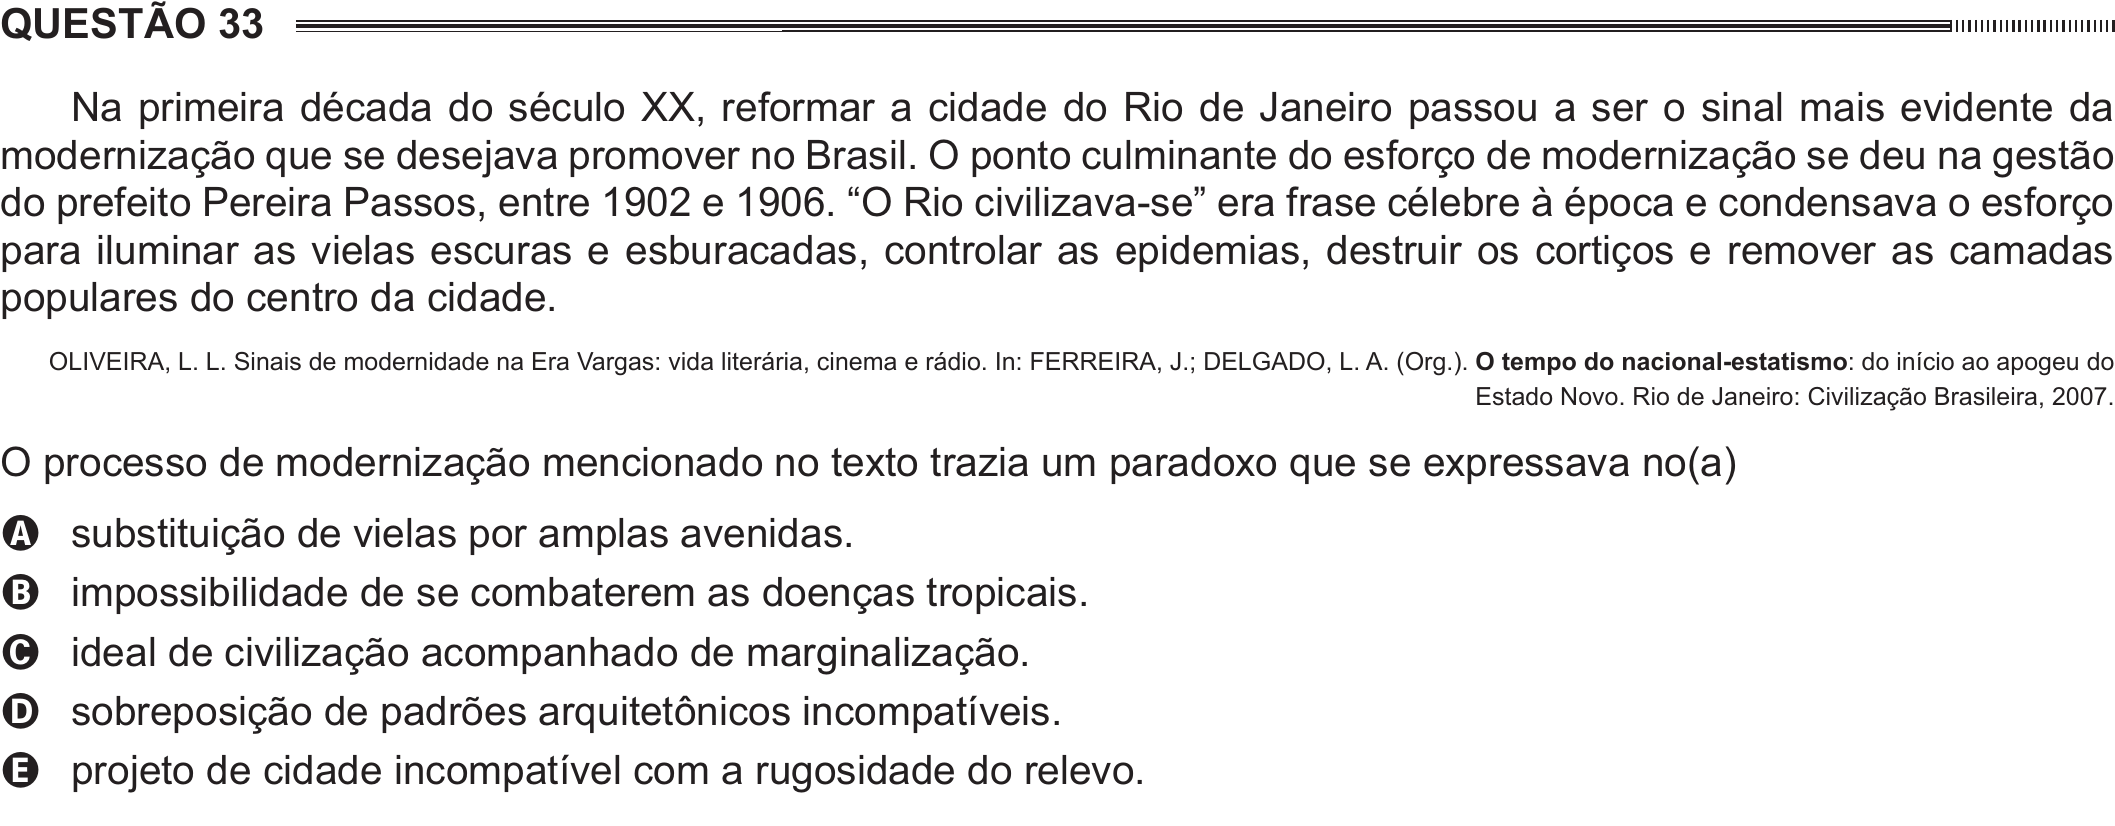 QUESTÃO 33
Na primeira década do século XX, reformar a cidade do Rio de Janeiro passou a ser o sinal mais evidente da
modernização que se desejava promover no Brasil. O ponto culminante do esforço de modernização se deu na gestão
do prefeito Pereira Passos, entre 1902 e 1906. “O Rio civilizava-se” era frase célebre à época e condensava o esforço
para iluminar as vielas escuras e esburacadas, controlar as epidemias, destruir os cortiços e remover as camadas
populares do centro da cidade.
OLIVEIRA, L. L. Sinais de modernidade na Era Vargas: vida literária, cinema e rádio. In: FERREIRA, J.; DELGADO, L. A. (Org.). O tempo do nacional-estatismo: do início ao apogeu do
Estado Novo. Rio de Janeiro: Civilização Brasileira, 2007.
O processo de modernização mencionado no texto trazia um paradoxo que se expressava no(a)
A substituição de vielas por amplas avenidas.
B impossibilidade de se combaterem as doenças tropicais.
C ideal de civilização acompanhado de marginalização.
D sobreposição de padrões arquitetônicos incompatíveis.
E projeto de cidade incompatível com a rugosidade do relevo.